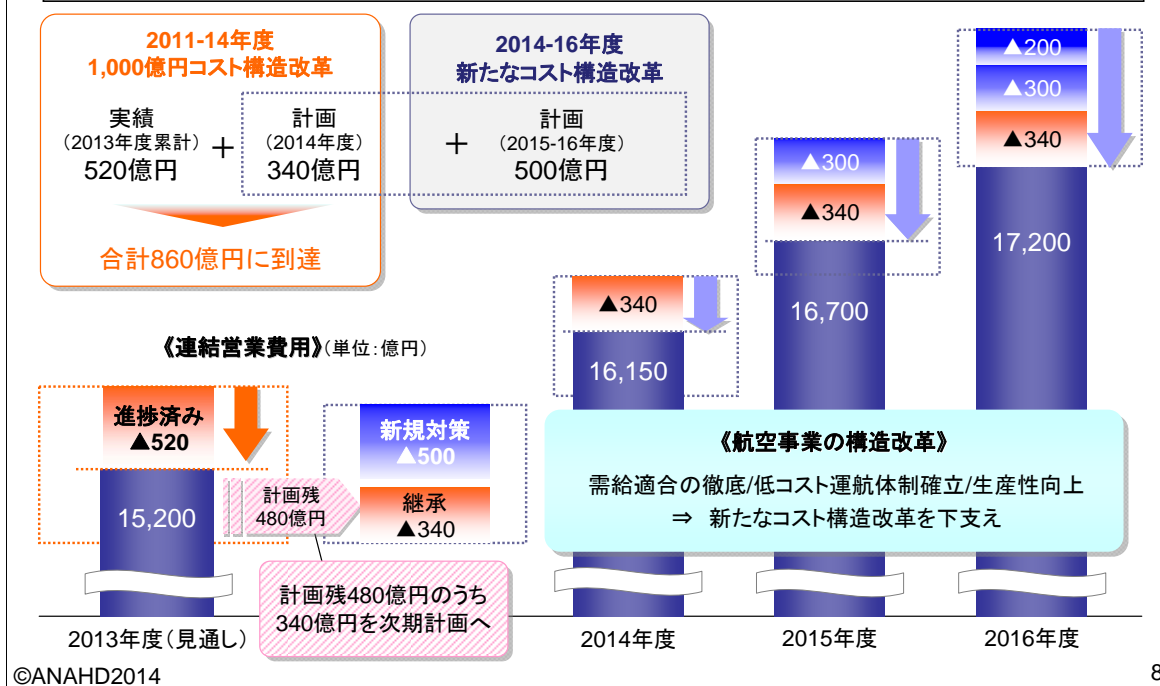 2011-14年度
1,000億円コスト構造改革
実績
（2013年度累計）
520億円
＋
計画
（2014年度）
340億円
合計860億円に到達
2014-16年度
新たなコスト構造改革
＋
計画
（2015-16年度）
500億円
《連結営業費用》（単位：億円）
進捗済み
▲520
15,200
計画残
480億円
新規対策
▲500
継承
▲340
計画残480億円のうち
340億円を次期計画へ
▲340
16,150
▲300
▲340
16,700
▲200
▲300
▲340
17,200
《航空事業の構造改革》
需給適合の徹底/低コスト運航体制確立/生産性向上
⇒ 新たなコスト構造改革を下支え
2013年度（見通し）
2014年度
2015年度
2016年度
©ANAHD2014
8